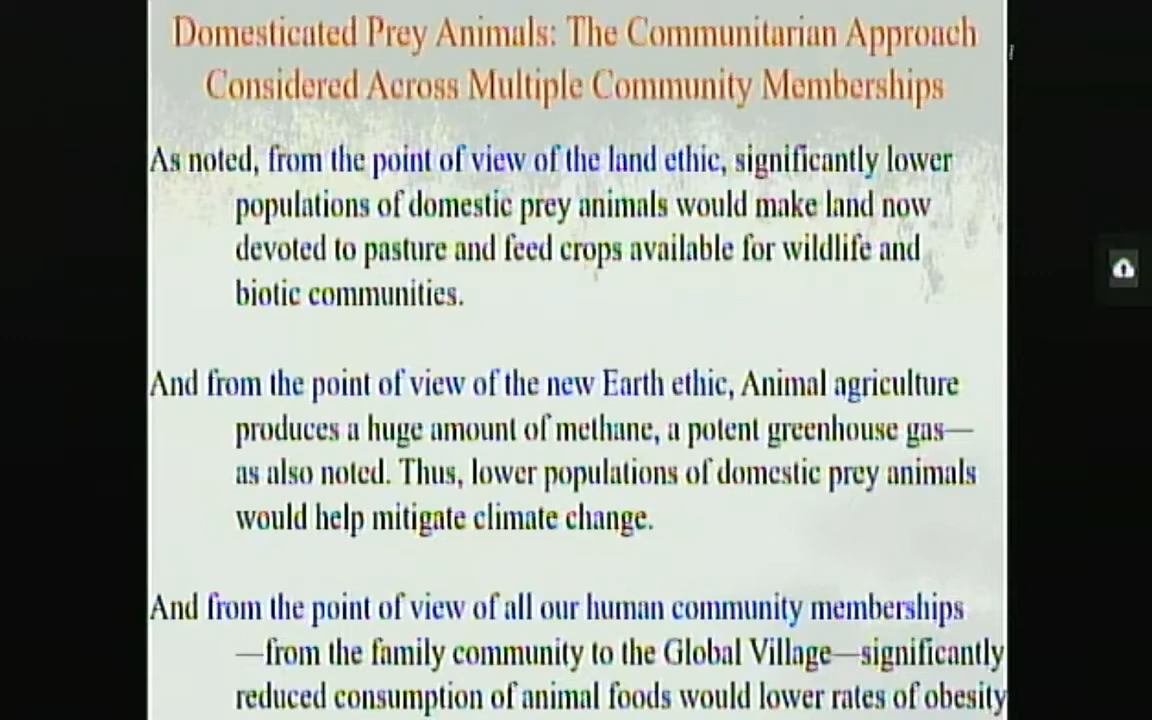 Domesticated Prey Animals: The Communitarian Approach
Considered Across Multiple Community Memberships
As noted, from the point of view of the land ethic, significantly lower
populations of domestic prey animals would make land now
devoted to pasture and feed crops available for wildlife and
biotic communities.
And from the point of view of the new Earth ethic, Animal agriculture
produces a huge amount of methane, a potent greenhouse gas—
as also noted. Thus, lower populations of domestic prey animals
would help mitigate climate change.
And from the point of view of all our human community memberships
—from the family community to the Global Village—significantly
reduced consumption of animal foods would lower rates of obesity